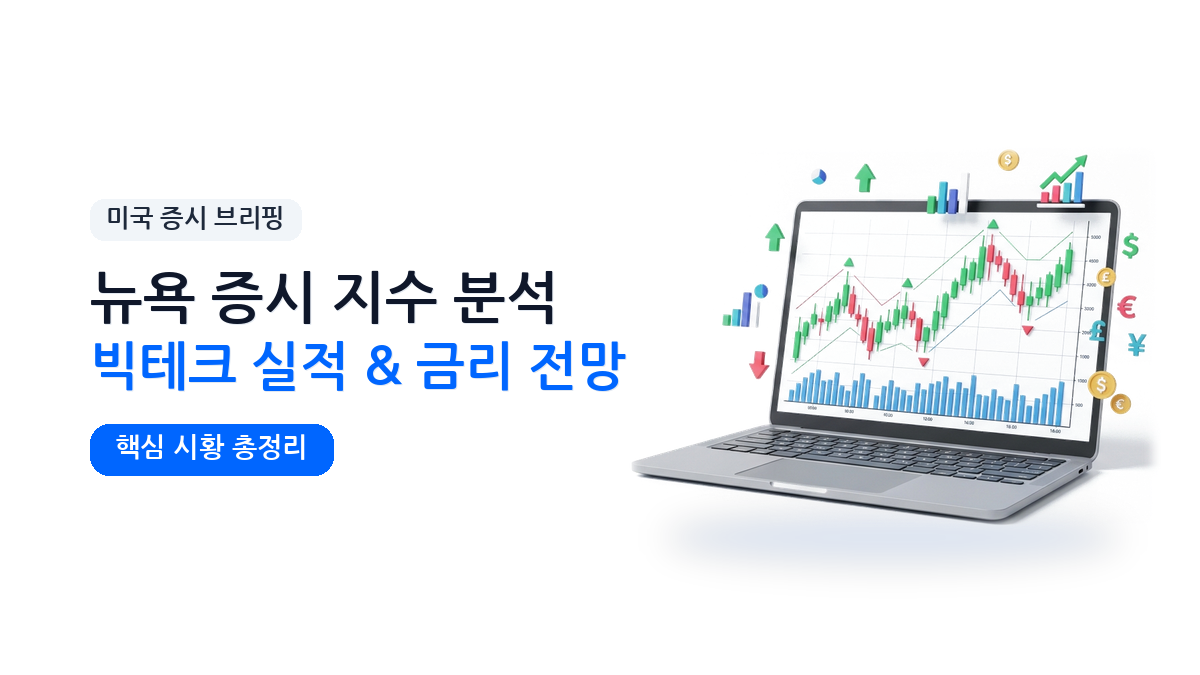 미국 증시 브리핑
뉴욕 증시 지수 분석
빅테크 실적 & 금리 전망
핵심 시황 총정리